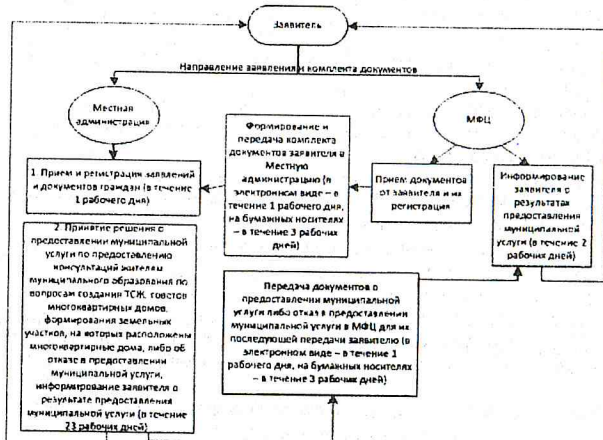 Заявитель
Направление заявления и комплекта документов
Местная
администрация
МФЦ
Формирование и
передача комплекта
документов заявителя в
Местную
администрацию (в
электронном виде – в
течение 1 рабочего дня,
на бумажных носителях
– в течение 3 рабочих
дней)
1. Прием и регистрация заявлений
и документов граждан (в течение
1 рабочего дня)
Прием документов
от заявителя и их
регистрация
Информирование
заявителя о
результатах
предоставления
муниципальной
услуги (в течение 2
рабочих дней)
2. Принятие решения о
предоставлении муниципальной
услуги по предоставлению
консультаций жителям
муниципального образования по
вопросам создания ТСЖ, советов
многоквартирных домов,
формирования земельных
участков, на которых расположены
многоквартирные дома, либо об
отказе в предоставлении
муниципальной услуги,
информирование заявителя о
результате предоставления
муниципальной услуги (в течение
23 рабочих дней)
Передача документов о
предоставлении муниципальной
услуги либо отказ в предоставлении
муниципальной услуги в МФЦ для их
последующей передачи заявителю (в
электронном виде – в течение 1
рабочего дня, на бумажных носителях
– в течение 3 рабочих дней)